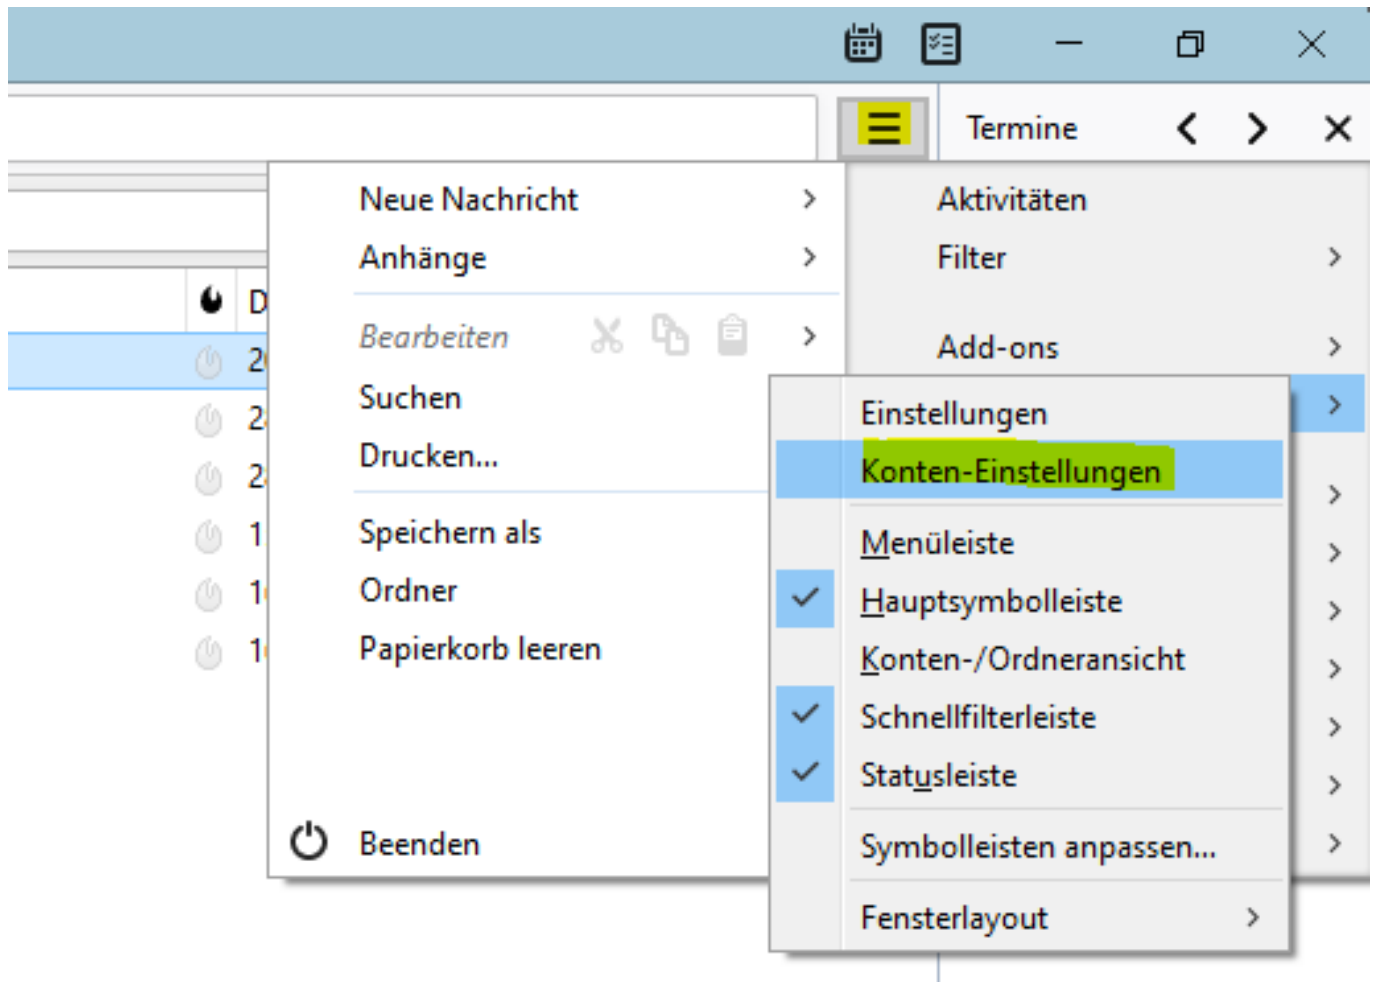 Termine
Neue Nachricht
Anhänge
Bearbeiten
Suchen
Drucken...
Speichern als
Ordner
Papierkorb leeren
Beenden
Aktivitäten
Filter
Add-ons
Einstellungen
Konten-Einstellungen
Menüleiste
Hauptsymbolleiste
Konten-/Ordneransicht
Schnellfilterleiste
Statusleiste
Symbolleisten anpassen...
Fensterlayout